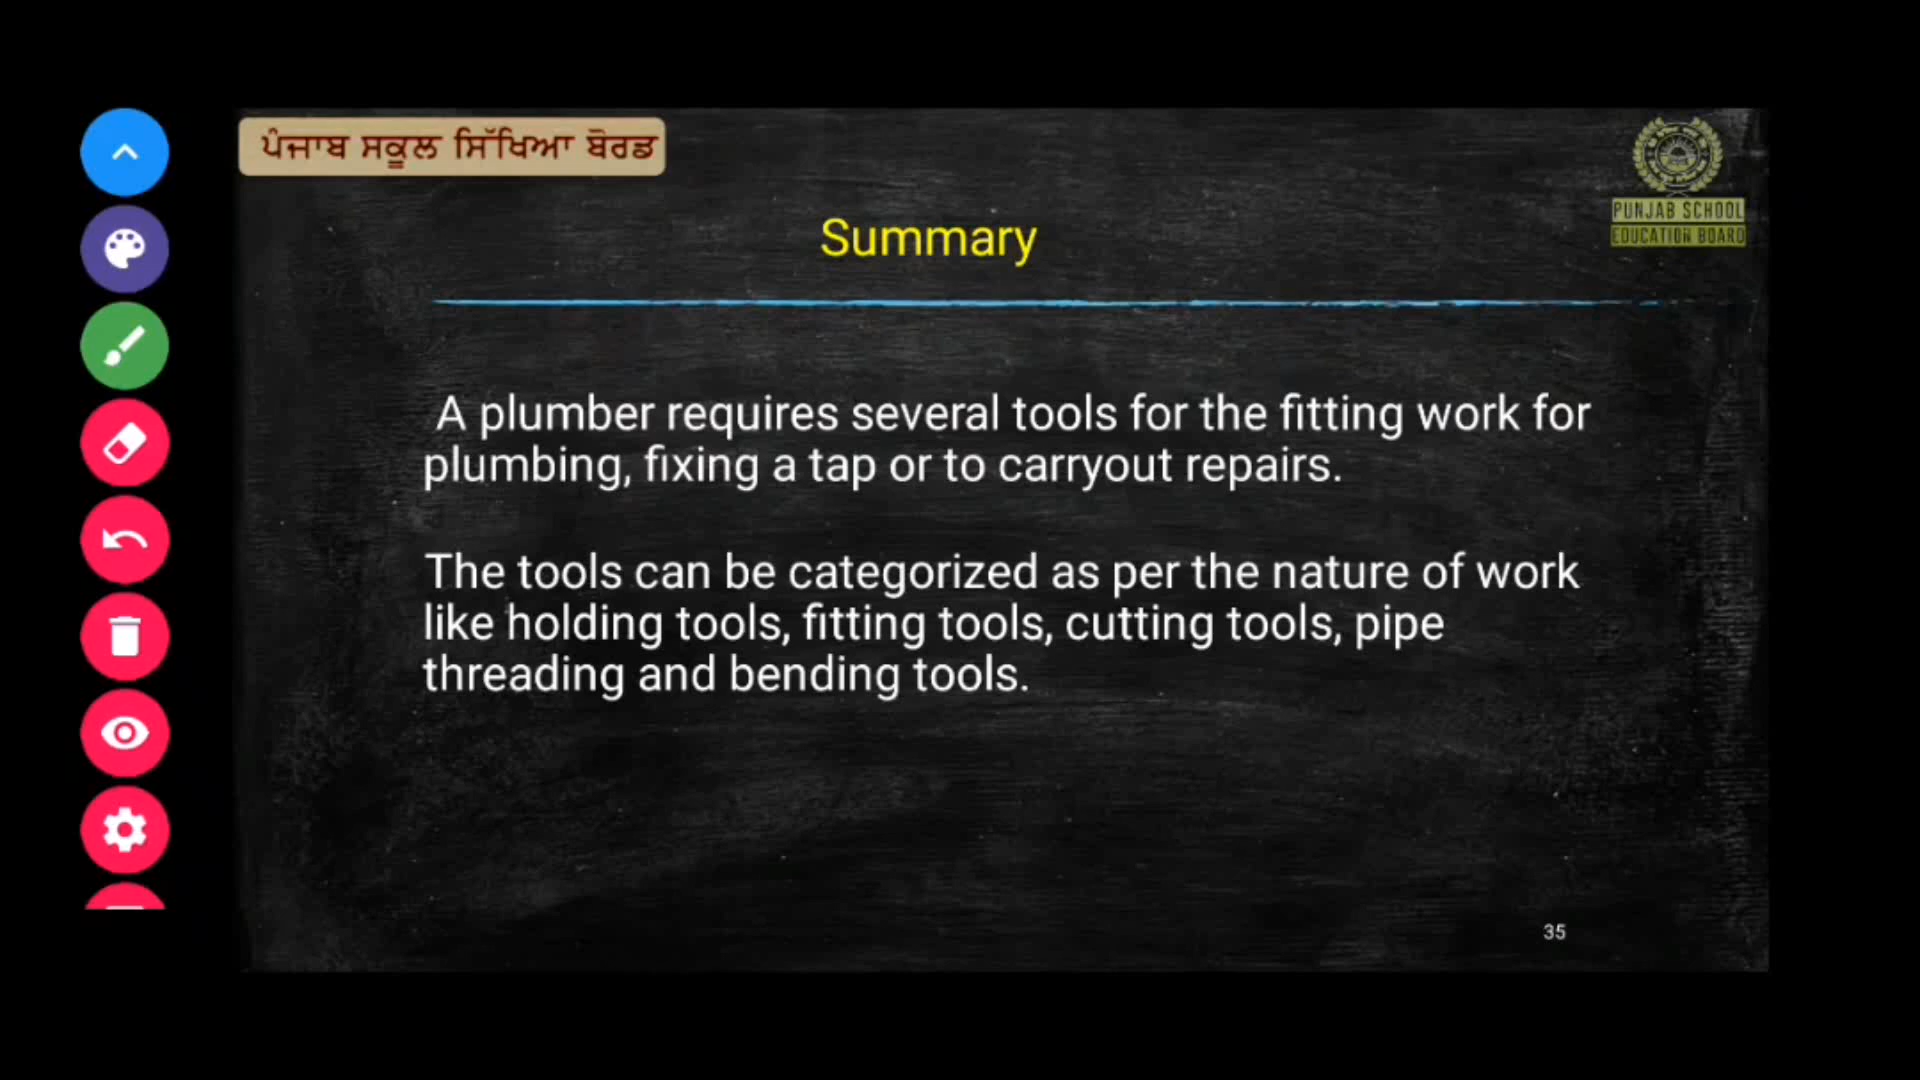 ਪੰਜਾਬ ਸਕੂਲ ਸਿੱਖਿਆ ਬੋਰਡ
PUNJAB SCHOOL
EDUCATION BOARD
Summary
A plumber requires several tools for the fitting work for
plumbing, fixing a tap or to carryout repairs.
The tools can be categorized as per the nature of work
like holding tools, fitting tools, cutting tools, pipe
threading and bending tools.
35